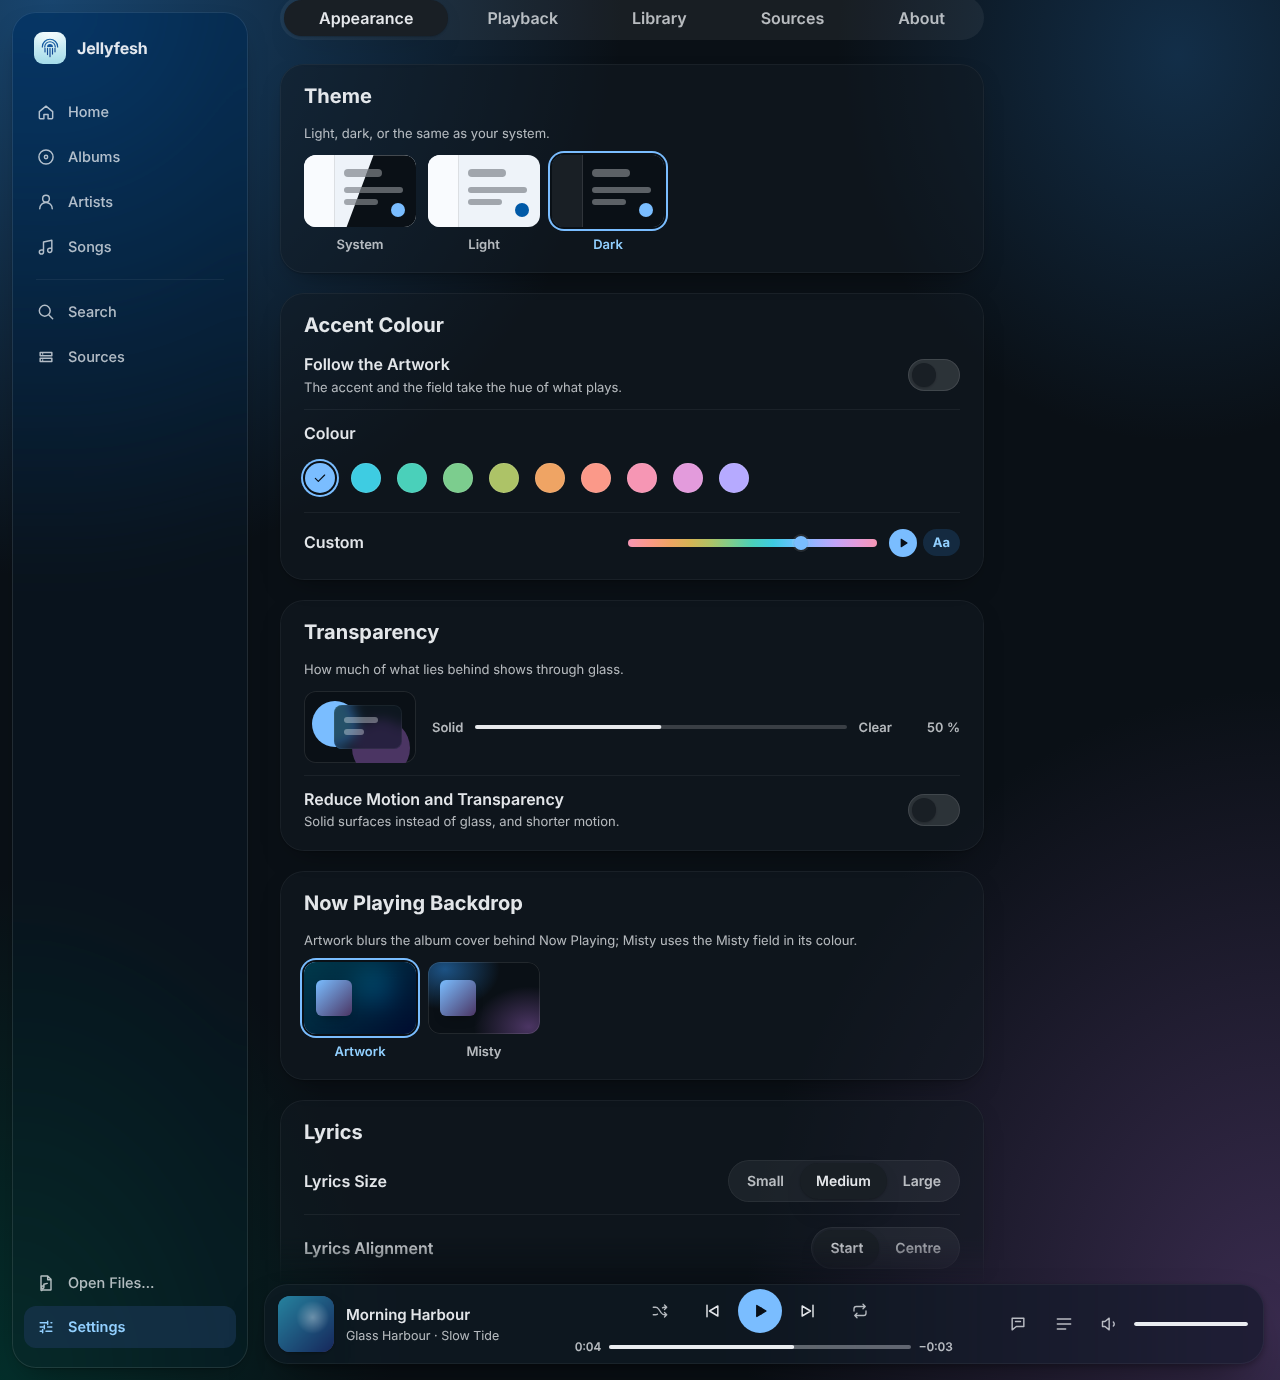 Jellyfesh
Home
Albums
Artists
Songs
Search
Sources
Open Files...
Settings
Appearance Playback Library Sources About
Theme
Light, dark, or the same as your system.
System Light Dark
Accent Colour
Follow the Artwork
The accent and the field take the hue of what plays.
Colour
Custom Aa
Transparency
How much of what lies behind shows through glass.
Solid Clear 50 %
Reduce Motion and Transparency
Solid surfaces instead of glass, and shorter motion.
Now Playing Backdrop
Artwork blurs the album cover behind Now Playing; Misty uses the Misty field in its colour.
Artwork Misty
Lyrics
Lyrics Size Small Medium Large
Lyrics Alignment Start Centre
Morning Harbour
Glass Harbour · Slow Tide
0:04 −0:03